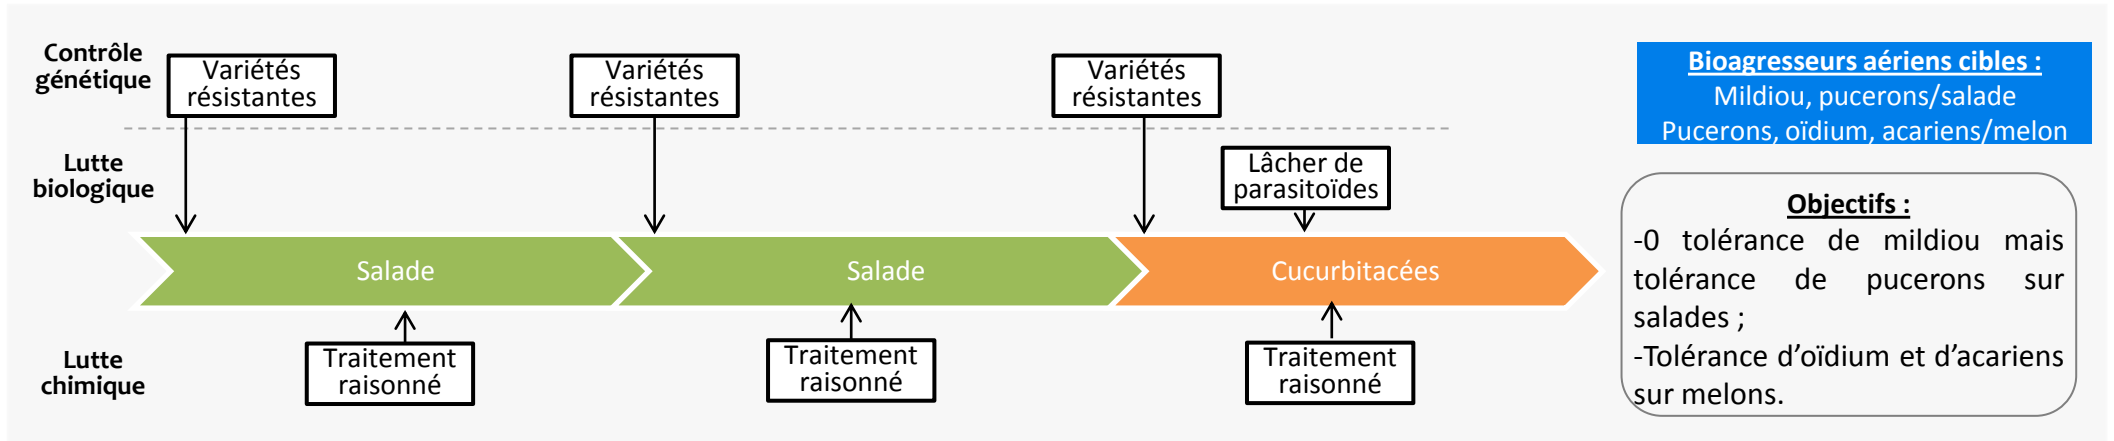 Contrôle
génétique
Variétés
résistantes
Variétés
résistantes
Variétés
résistantes
Lutte
biologique
Lâcher de
parasitoïdes
Salade
Salade
Cucurbitacées
Lutte
chimique
Traitement
raisonné
Traitement
raisonné
Traitement
raisonné
Bioagresseurs aériens cibles :
Mildiou, pucerons/salade
Pucerons, oïdium, acariens/melon
Objectifs :
-0 tolérance de mildiou mais
tolérance de pucerons sur
salades ;
-Tolérance d’oïdium et d’acariens
sur melons.